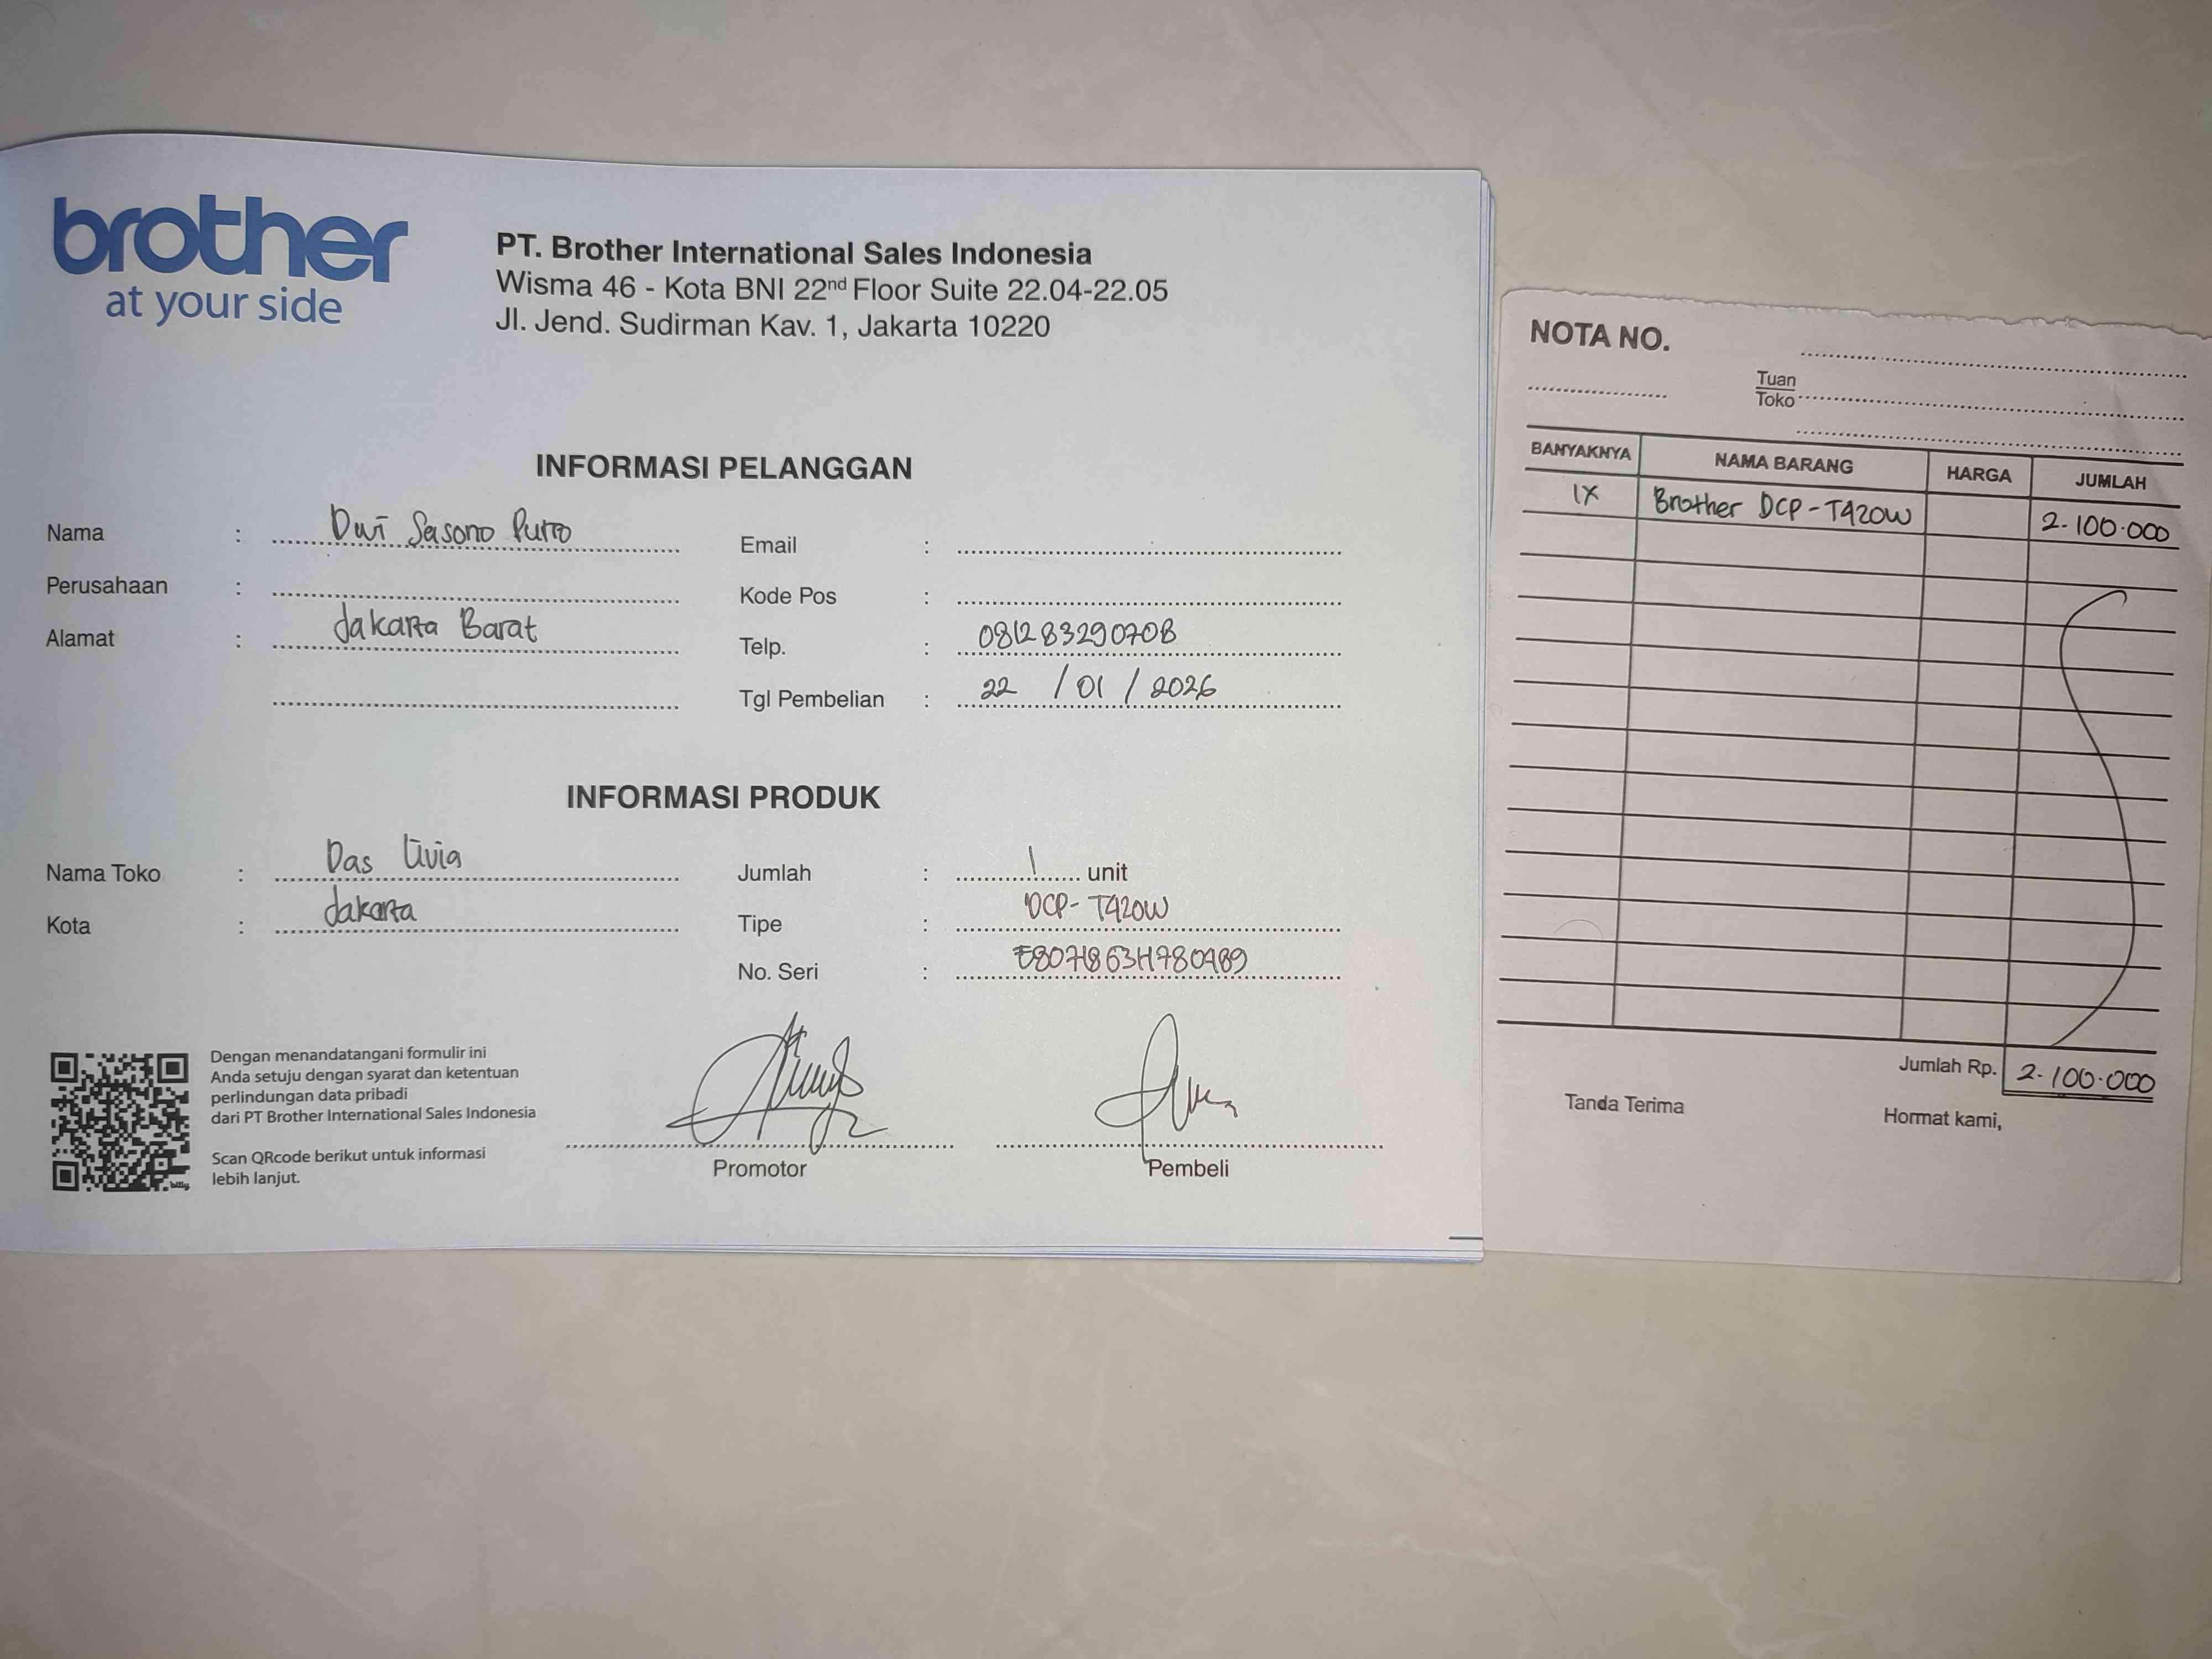 brother
at your side
PT. Brother International Sales Indonesia
Wisma 46 - Kota BNI 22nd Floor Suite 22.04-22.05
Jl. Jend. Sudirman Kav. 1, Jakarta 10220
INFORMASI PELANGGAN
Nama : Dwi Sasono Putro
Perusahaan :
Alamat : Jakarta Barat
Email :
Kode Pos :
Telp. : 081283290708
Tgl Pembelian : 22 / 01 / 2026
INFORMASI PRODUK
Nama Toko : Das Livia
Kota : Jakarta
Jumlah : 1 unit
Tipe : DCP-T420W
No. Seri :
Dengan menandatangani formulir ini
Anda setuju dengan syarat dan ketentuan
perlindungan data pribadi
dari PT Brother International Sales Indonesia
Scan QRcode berikut untuk informasi
lebih lanjut.
Promotor
Pembeli
NOTA NO.
Tuan
Toko
BANYAKNYA NAMA BARANG HARGA JUMLAH
1X Brother DCP-T420W 2.100.000
Jumlah Rp. 2.100.000
Tanda Terima
Hormat kami,